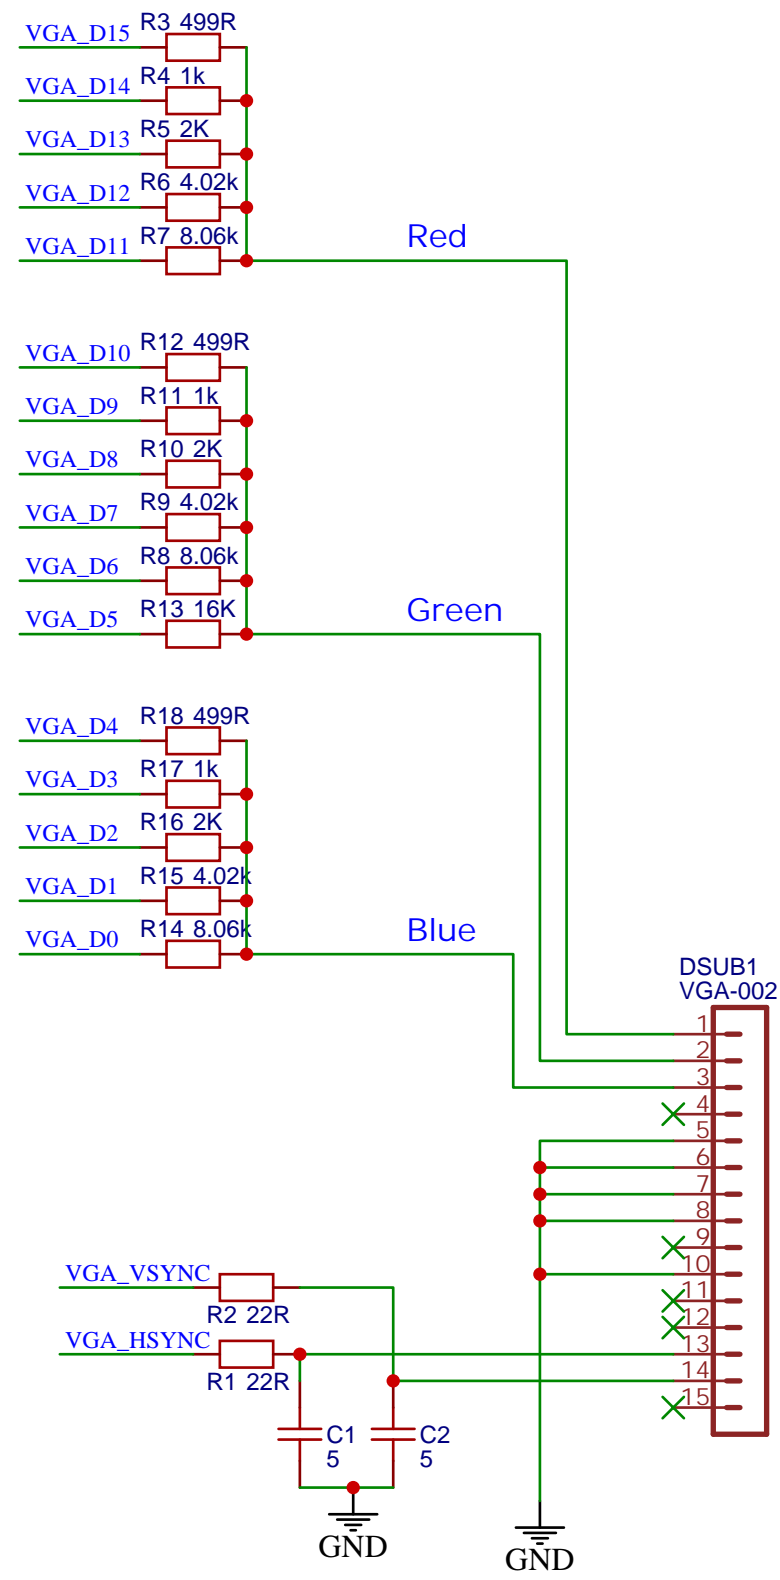 R3 499R
VGA_D15
R4 1k
VGA_D14
R5 2K
VGA_D13
R6 4.02k
VGA_D12
R7 8.06k
VGA_D11
Red
R12 499R
VGA_D10
R11 1k
VGA_D9
R10 2K
VGA_D8
R9 4.02k
VGA_D7
R8 8.06k
VGA_D6
R13 16K
VGA_D5
Green
R18 499R
VGA_D4
R17 1k
VGA_D3
R16 2K
VGA_D2
R15 4.02k
VGA_D1
R14 8.06k
VGA_D0
Blue
DSUB1
VGA-002
1
2
3
4
5
6
7
8
9
10
11
12
13
14
15
VGA_VSYNC
R2 22R
VGA_HSYNC
R1 22R
C1
5
C2
5
GND
GND